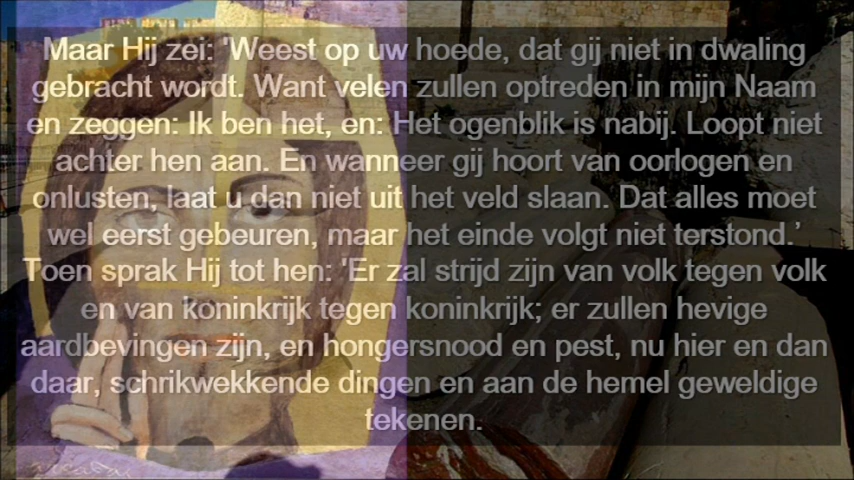 Maar Hij zei: 'Weest op uw hoede, dat gij niet in dwaling
gebracht wordt. Want velen zullen optreden in mijn Naam
en zeggen: Ik ben het, en: Het ogenblik is nabij. Loopt niet
achter hen aan. En wanneer gij hoort van oorlogen en
onlusten, laat u dan niet uit het veld slaan. Dat alles moet
wel eerst gebeuren, maar het einde volgt niet terstond.’
Toen sprak Hij tot hen: 'Er zal strijd zijn van volk tegen volk
en van koninkrijk tegen koninkrijk; er zullen hevige
aardbevingen zijn, en hongersnood en pest, nu hier en dan
daar, schrikwekkende dingen en aan de hemel geweldige
tekenen.